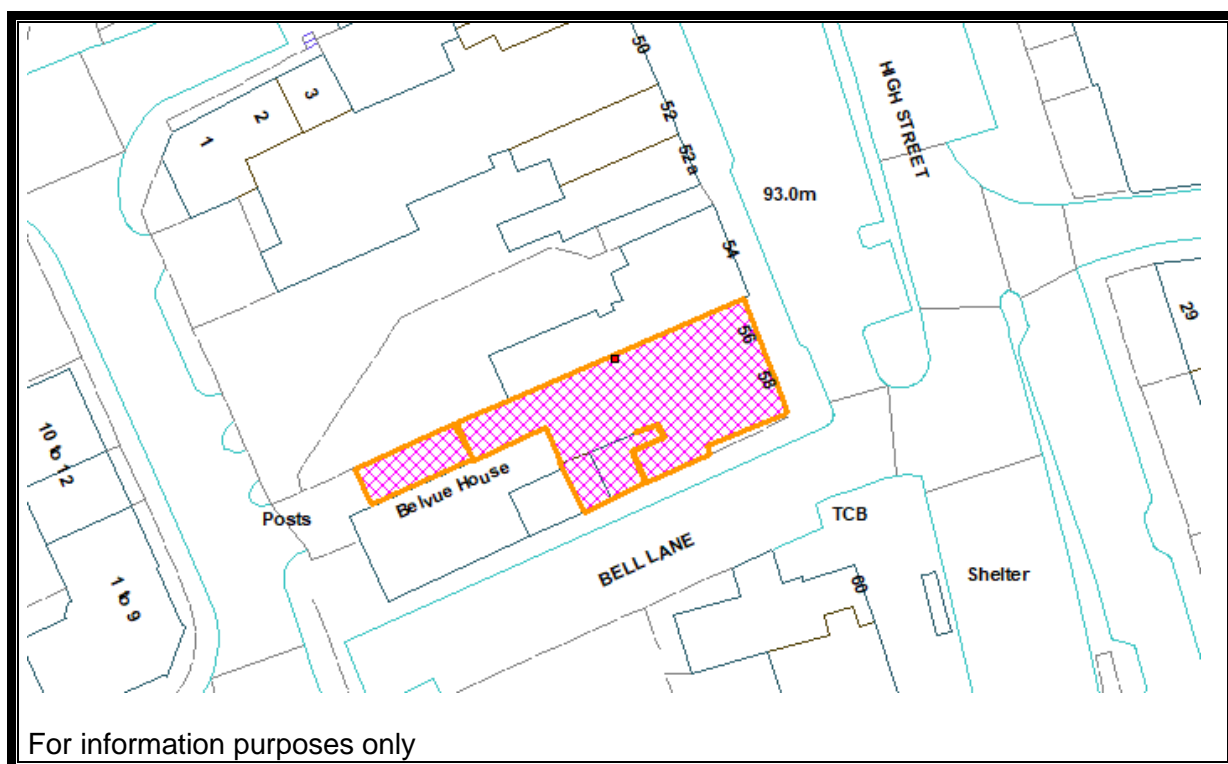 50
3
2
1
52
52a
HIGH STREET
93.0m
54
56
58
29
10 to 12
Belvue House
Posts
TCB
BELL LANE
Shelter
60
1 to 9
For information purposes only